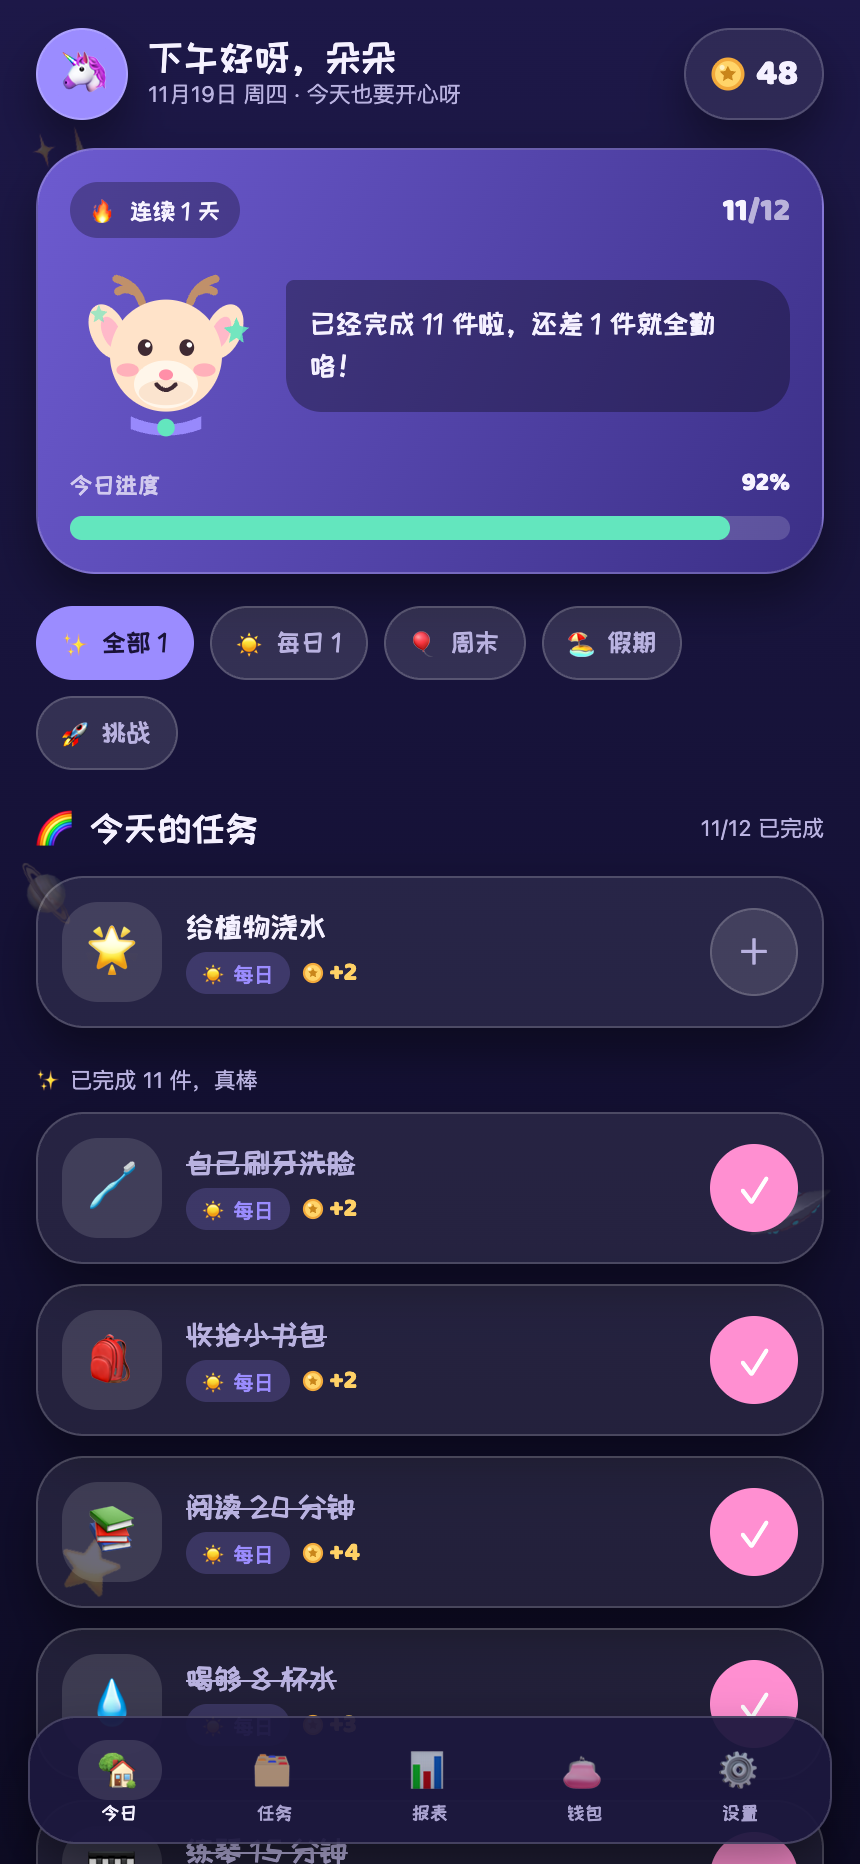 下午好呀，朵朵
11月19日 周四 · 今天也要开心呀
48
连续 1 天
11/12
已经完成 11 件啦，还差 1 件就全勤
咯！
今日进度
92%
全部 1
每日 1
周末
假期
挑战
今天的任务
11/12 已完成
给植物浇水
每日
+2
已完成 11 件，真棒
自己刷牙洗脸
每日
+2
收拾小书包
每日
+2
阅读 20 分钟
每日
+4
喝够 8 杯水
每日
+3
今日
任务
报表
钱包
设置
练琴 15 分钟